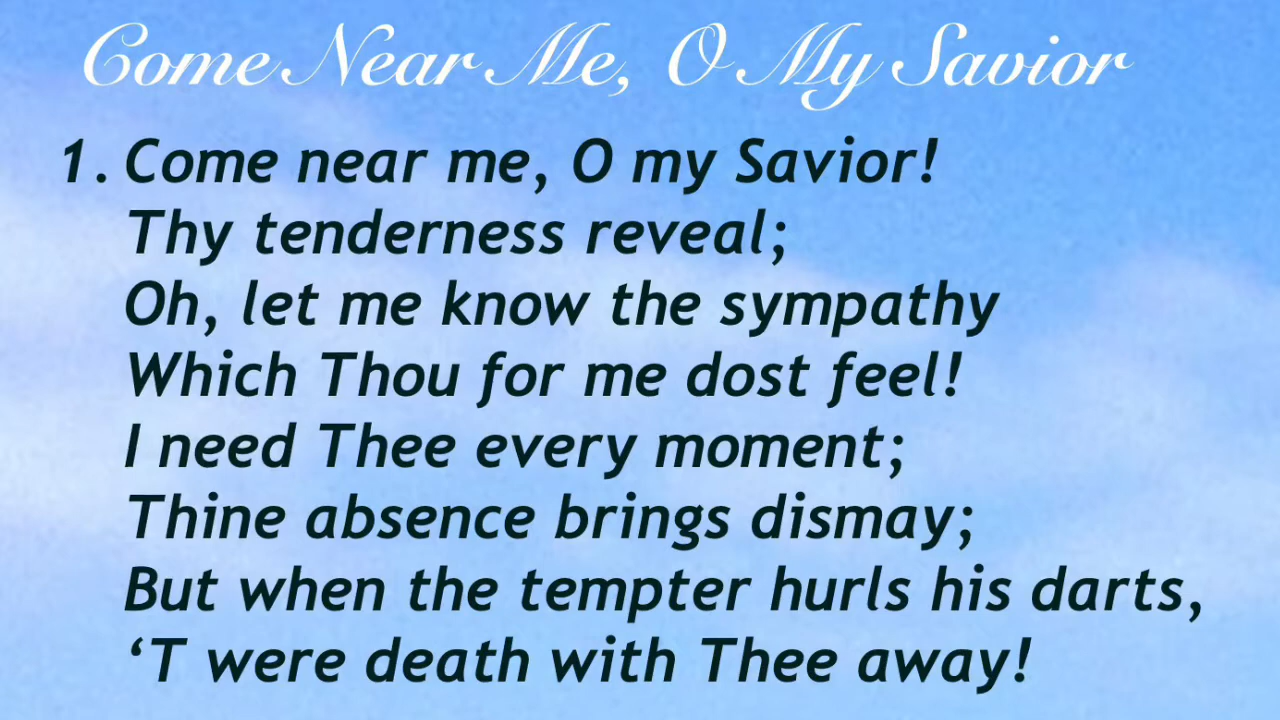 Come Near Me, O My Savior
1. Come near me, O my Savior!
Thy tenderness reveal;
Oh, let me know the sympathy
Which Thou for me dost feel!
I need Thee every moment;
Thine absence brings dismay;
But when the tempter hurls his darts,
‘T were death with Thee away!